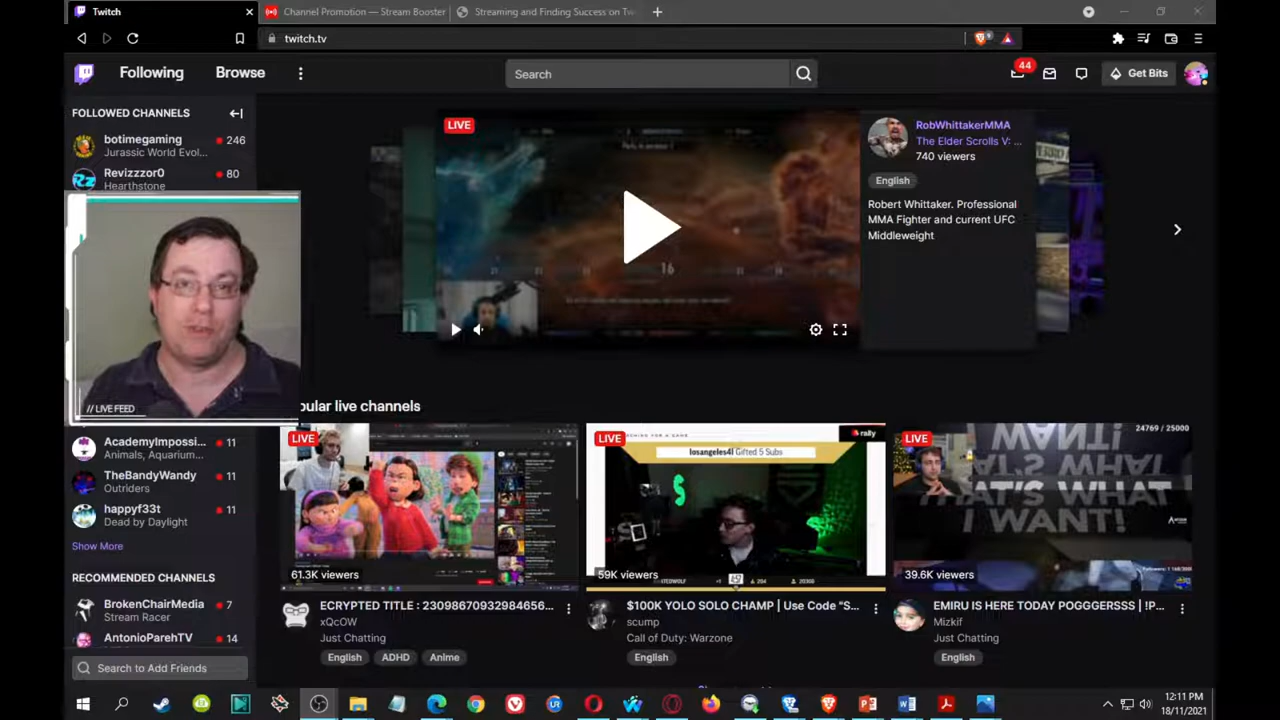 Twitch
Channel Promotion — Stream Booster
Streaming and Finding Success on Tw
twitch.tv
Following
Browse
Search
44
Get Bits
FOLLOWED CHANNELS
botimegaming
246
Jurassic World Evol...
Revizzzor0
80
Hearthstone
// LIVE FEED
AcademyImpossi...
11
Animals, Aquarium...
TheBandyWandy
11
Outriders
happyf33t
11
Dead by Daylight
Show More
RECOMMENDED CHANNELS
BrokenChairMedia
7
Stream Racer
AntonioParehTV
14
Search to Add Friends
LIVE
16
RobWhittakerMMA
The Elder Scrolls V: ...
740 viewers
English
Robert Whittaker. Professional
MMA Fighter and current UFC
Middleweight
pular live channels
LIVE
61.3K viewers
ECRYPTED TITLE : 23098670932984656...
xQcOW
Just Chatting
English
ADHD
Anime
LIVE
rally
losangeles4l Gifted 5 Subs
59K viewers
$100K YOLO SOLO CHAMP | Use Code "S...
scump
Call of Duty: Warzone
English
LIVE
24769 / 25000
WANT!
AT'S WHAT
WANT!
39.6K viewers
EMIRU IS HERE TODAY POGGGERSSS | !P...
Mizkif
Just Chatting
English
12:11 PM
18/11/2021